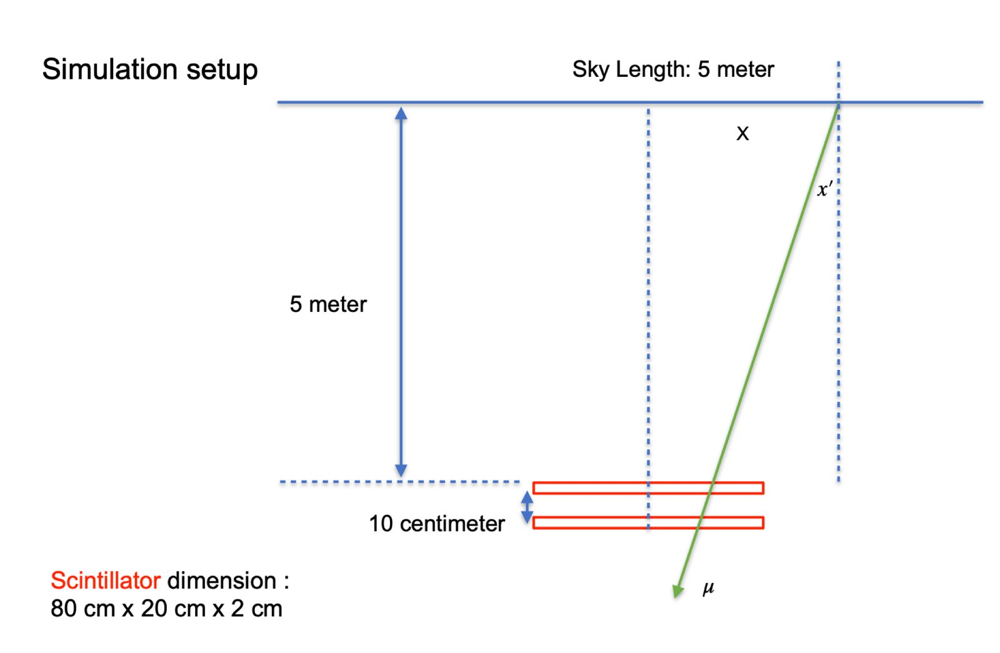 Simulation setup
Sky Length: 5 meter
x
x′
5 meter
10 centimeter
Scintillator dimension :
80 cm x 20 cm x 2 cm
μ